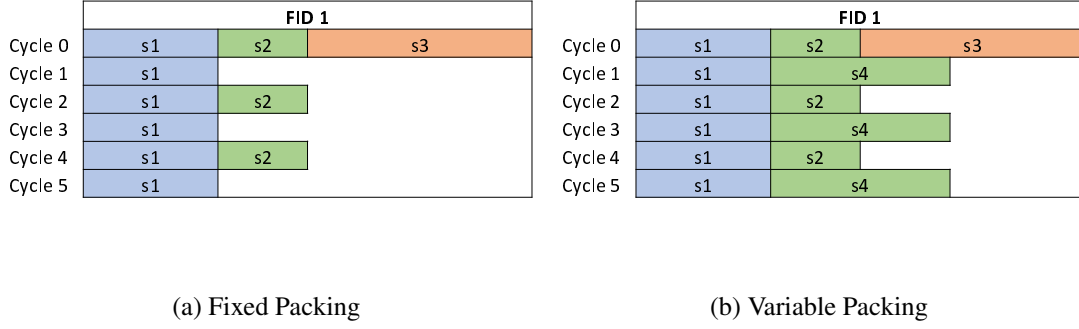 FID 1
Cycle 0 s1 s2 s3
Cycle 1 s1
Cycle 2 s1 s2
Cycle 3 s1
Cycle 4 s1 s2
Cycle 5 s1
(a) Fixed Packing
FID 1
Cycle 0 s1 s2 s3
Cycle 1 s1 s4
Cycle 2 s1 s2
Cycle 3 s1 s4
Cycle 4 s1 s2
Cycle 5 s1 s4
(b) Variable Packing